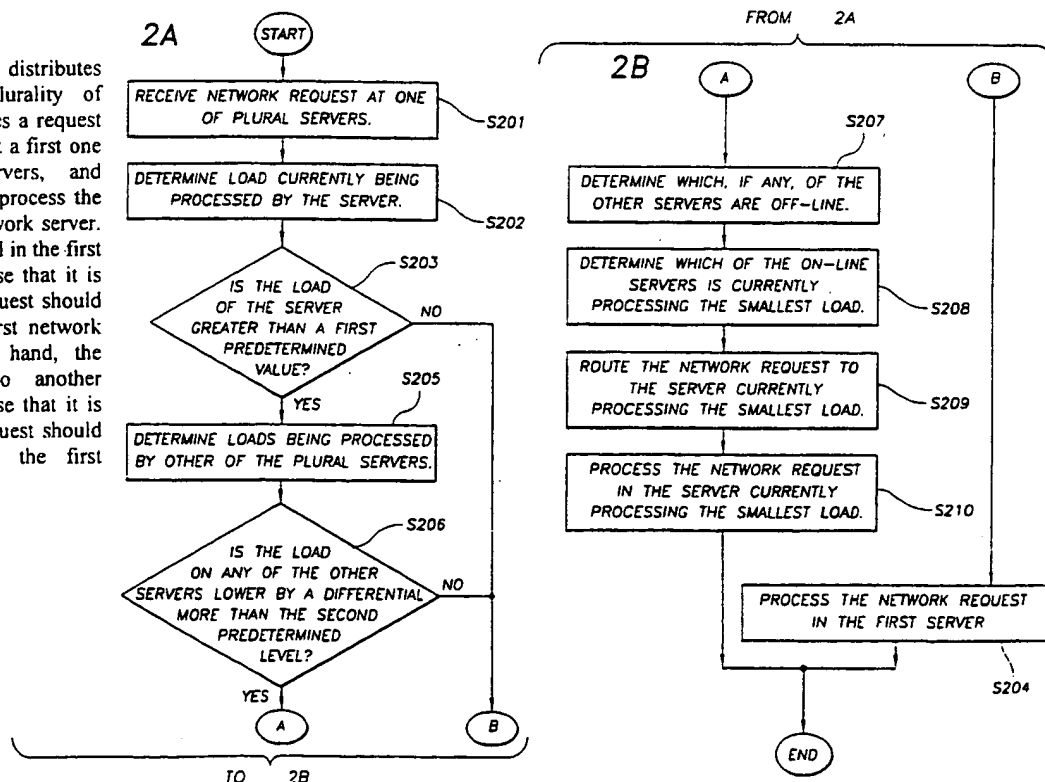 distributes
lurality of
es a request
a first one
rvers, and
process the
work server.
d in the first
se that it is
quest should
rst network
hand, the
o another
se that it is
quest should
the first
2A
START
RECEIVE NETWORK REQUEST AT ONE
OF PLURAL SERVERS.
S201
DETERMINE LOAD CURRENTLY BEING
PROCESSED BY THE SERVER.
S202
S203
IS THE LOAD
OF THE SERVER
GREATER THAN A FIRST
PREDETERMINED
VALUE?
NO
YES
S205
DETERMINE LOADS BEING PROCESSED
BY OTHER OF THE PLURAL SERVERS.
S206
IS THE LOAD
ON ANY OF THE OTHER
SERVERS LOWER BY A DIFFERENTIAL
MORE THAN THE SECOND
PREDETERMINED
LEVEL?
NO
YES
A
B
TO 2B
FROM 2A
2B
A
B
S207
DETERMINE WHICH, IF ANY, OF THE
OTHER SERVERS ARE OFF-LINE.
DETERMINE WHICH OF THE ON-LINE
SERVERS IS CURRENTLY
PROCESSING THE SMALLEST LOAD.
S208
ROUTE THE NETWORK REQUEST TO
THE SERVER CURRENTLY
PROCESSING THE SMALLEST LOAD.
S209
PROCESS THE NETWORK REQUEST
IN THE SERVER CURRENTLY
PROCESSING THE SMALLEST LOAD.
S210
PROCESS THE NETWORK REQUEST
IN THE FIRST SERVER
S204
END